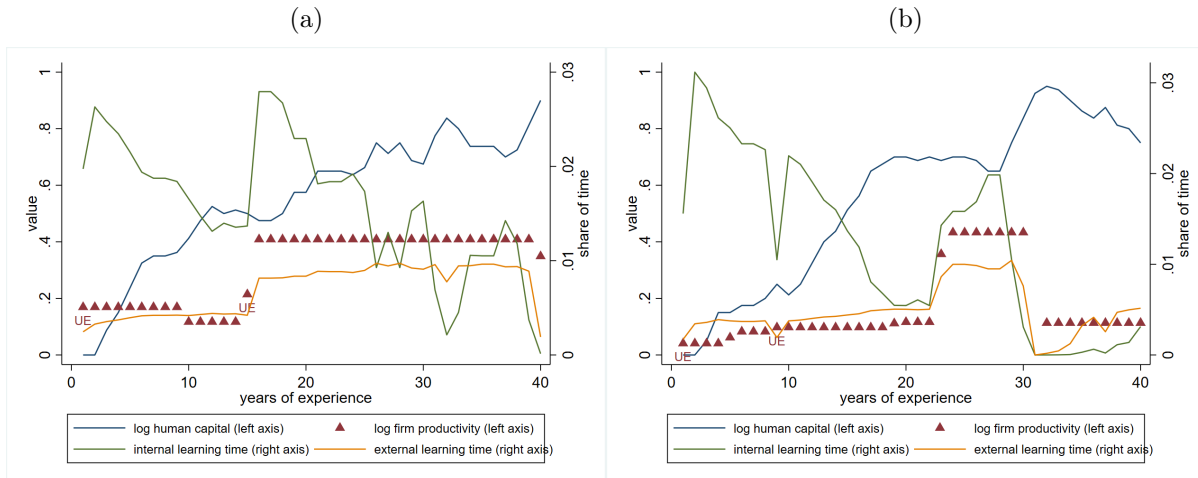 (a)
(b)
1
.8
.6
.4
.2
0
value
.03
.02
.01
0
share of time
UE
UE
0
10
20
30
40
years of experience
log human capital (left axis)
log firm productivity (left axis)
internal learning time (right axis)
external learning time (right axis)
1
.8
.6
.4
.2
0
value
.03
.02
.01
0
share of time
UE
UE
0
10
20
30
40
years of experience
log human capital (left axis)
log firm productivity (left axis)
internal learning time (right axis)
external learning time (right axis)